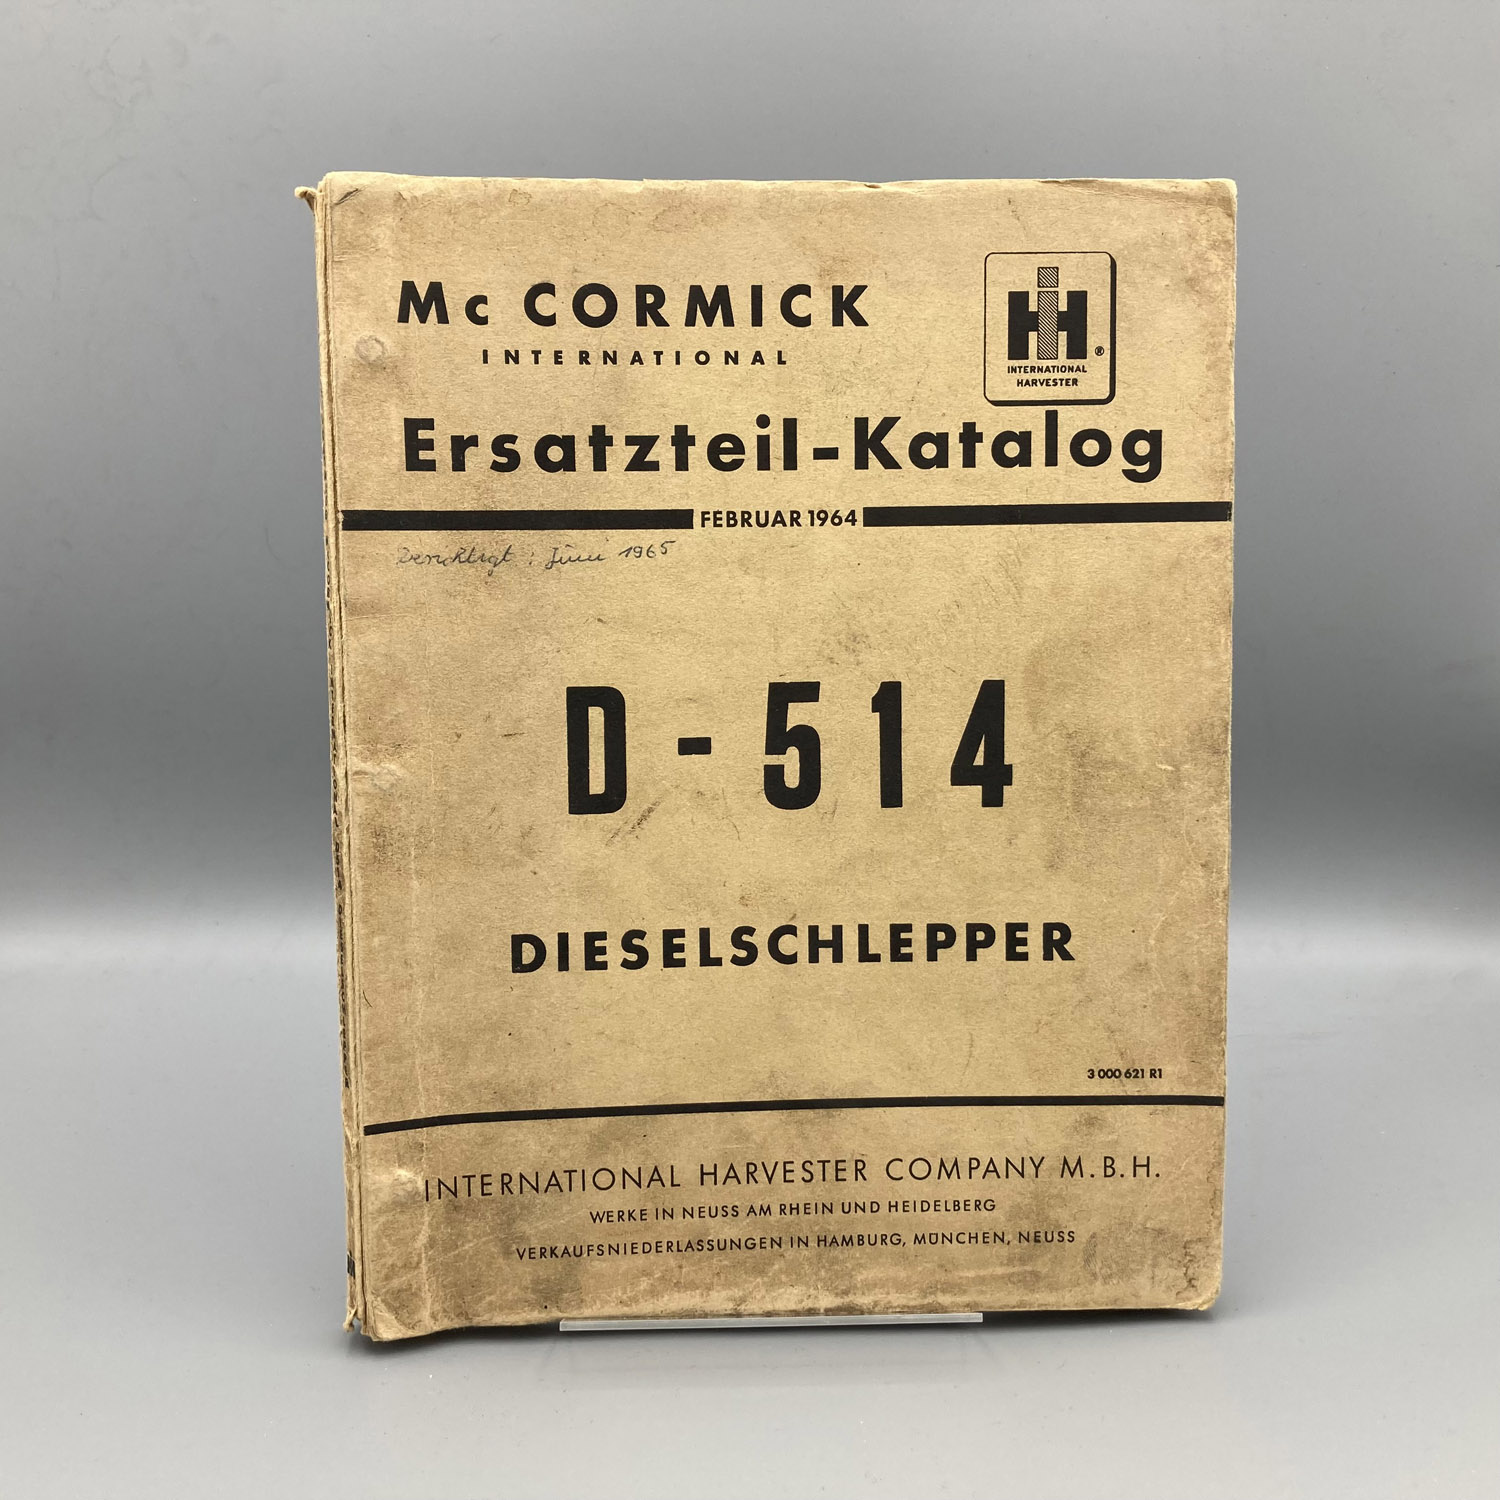 Mc CORMICK
INTERNATIONAL
IH ®
INTERNATIONAL
HARVESTER
Ersatzteil-Katalog
FEBRUAR 1964
Berichtigt : Juni 1965
D-514
DIESELSCHLEPPER
3 000 621 R1
INTERNATIONAL HARVESTER COMPANY M.B.H.
WERKE IN NEUSS AM RHEIN UND HEIDELBERG
VERKAUFSNIEDERLASSUNGEN IN HAMBURG, MÜNCHEN, NEUSS